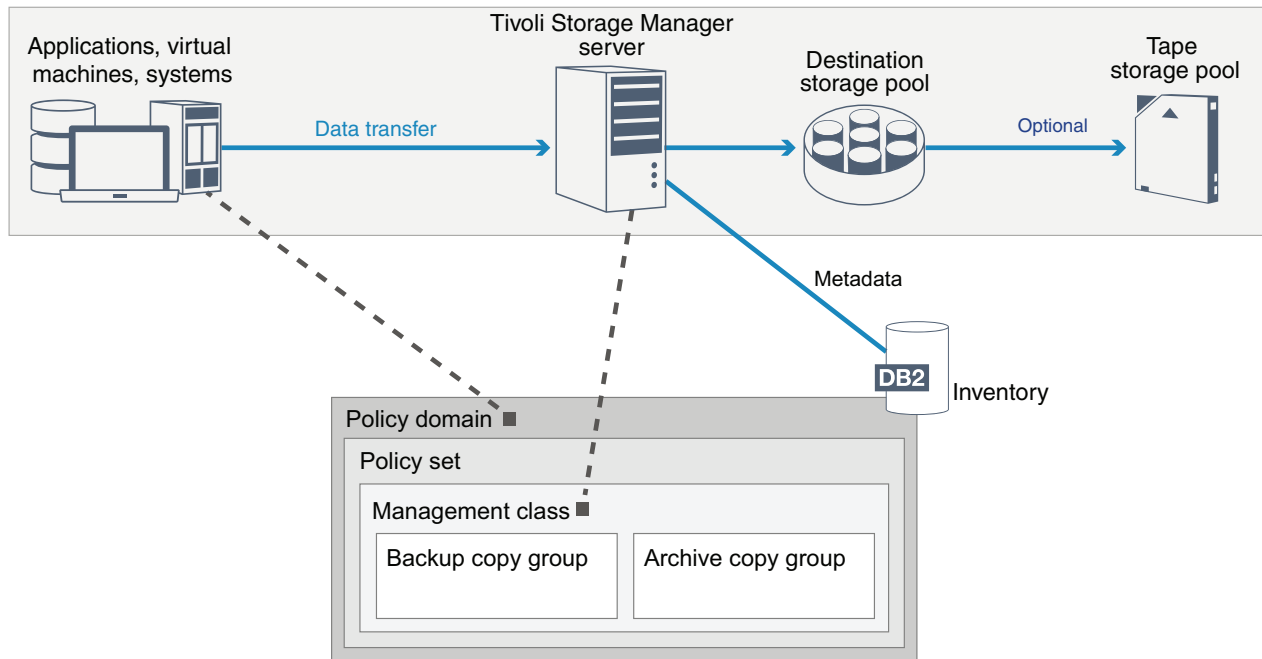 Applications, virtual
machines, systems
Tivoli Storage Manager
server
Destination
storage pool
Tape
storage pool
Data transfer
Optional
Metadata
DB2
Inventory
Policy domain
Policy set
Management class
Backup copy group
Archive copy group